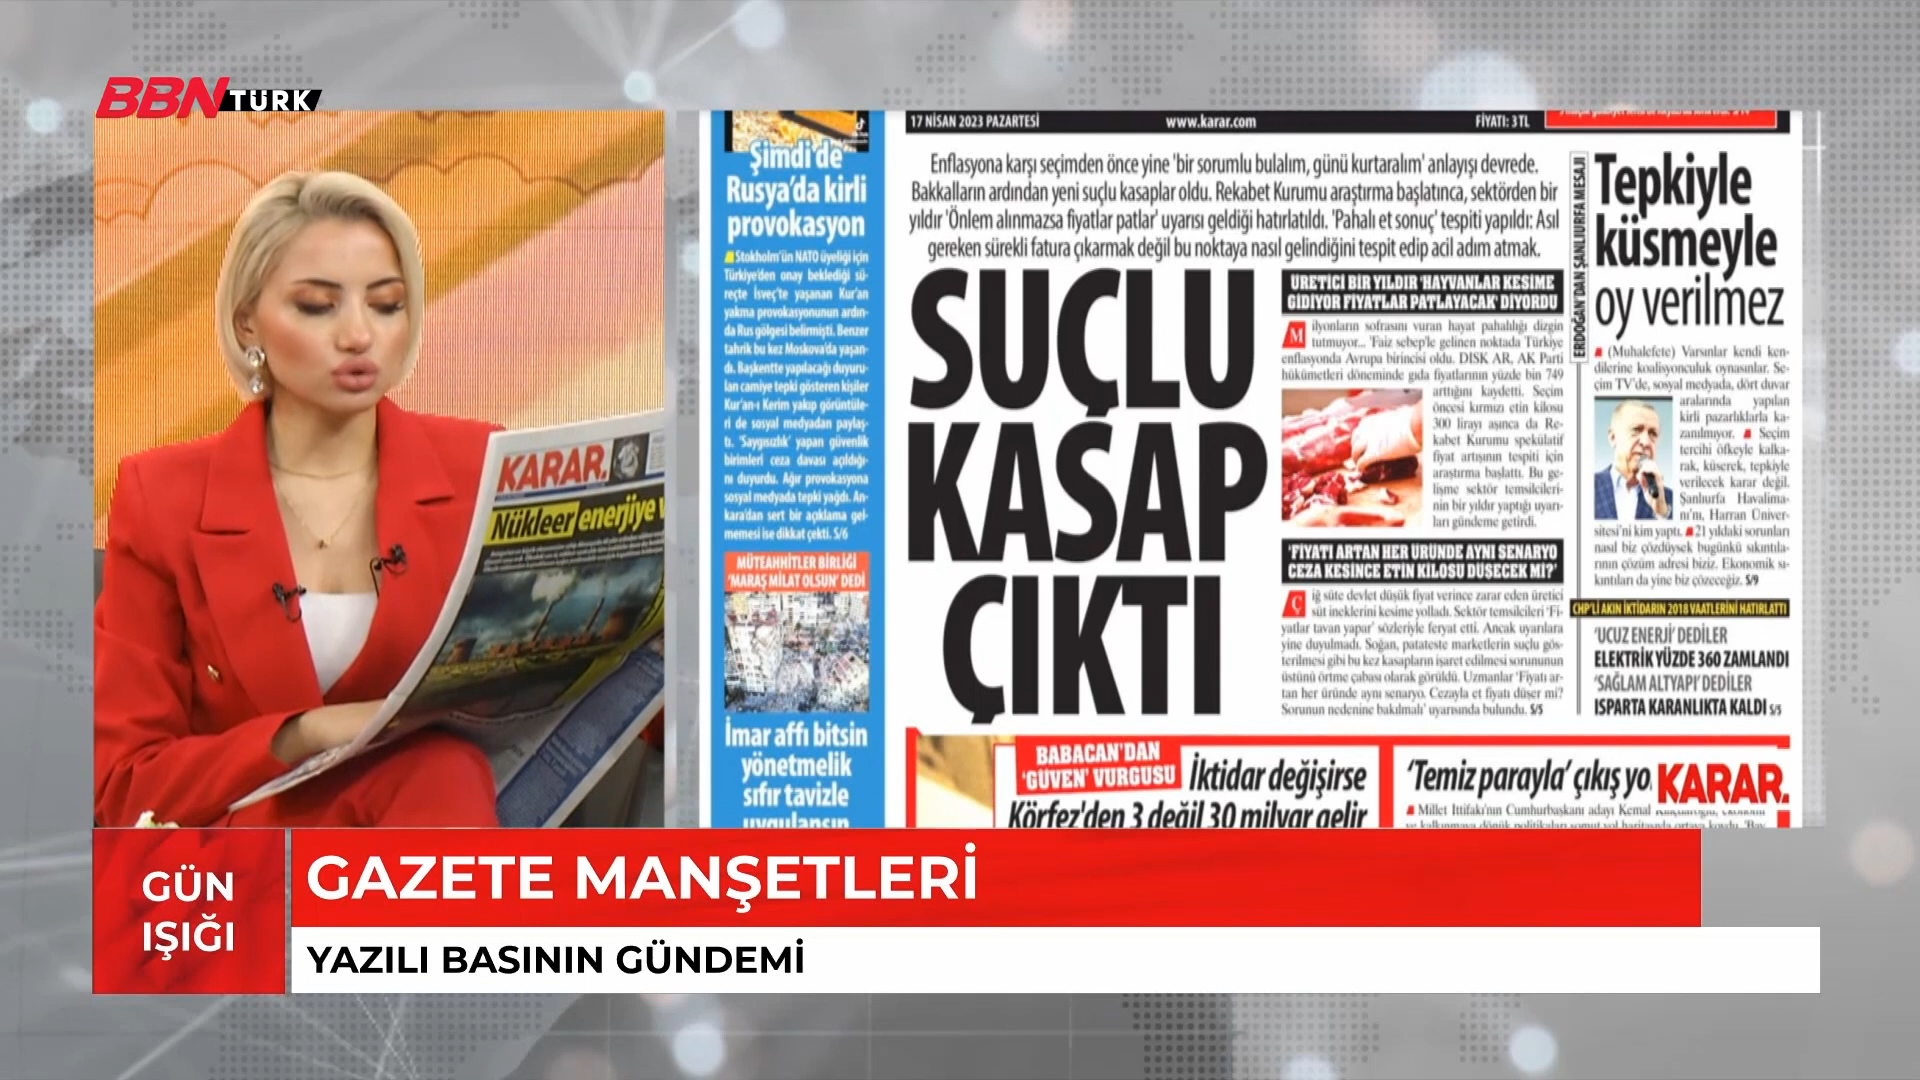 BBN TÜRK
KARAR.
Nükleer enerjiye
Şimdi de
Rusya'da kirli
provokasyon
Stokholm'ün NATO üyeliği için
Türkiye'den onay beklediği sü-
reçte İsveç'te yaşanan Kur'an
yakma provokasyonunun ardın-
da Rus gölgesi belirmişti. Benzer
tahrik bu kez Moskova'da yaşan-
dı. Başkentte yapılacağı duyuru-
lan camiye tepki gösteren kişiler
Kur'an-ı Kerim yakıp görüntüle-
ri de sosyal medyadan paylaş-
tı. 'Saygısızlık' yapan güvenlik
birimleri ceza davası açıldığı-
nı duyurdu. Ağır provokasyona
sosyal medyada tepki yağdı. An-
kara'dan sert bir açıklama gel-
memesi ise dikkat çekti. S/6
MÜTEAHHİTLER BİRLİĞİ
'MARAŞ MİLAT OLSUN' DEDİ
İmar affı bitsin
yönetmelik
sıfır tavizle
uygulansın
17 NİSAN 2023 PAZARTESİ www.karar.com FİYATI: 3 TL
Enflasyona karşı seçimden önce yine 'bir sorumlu bulalım, günü kurtaralım' anlayışı devrede.
Bakkalların ardından yeni suçlu kasaplar oldu. Rekabet Kurumu araştırma başlatınca, sektörden bir
yıldır 'Önlem alınmazsa fiyatlar patlar' uyarısı geldiği hatırlatıldı. 'Pahalı et sonuç' tespiti yapıldı: Asıl
gereken sürekli fatura çıkarmak değil bu noktaya nasıl gelindiğini tespit edip acil adım atmak.
SUÇLU
KASAP
ÇIKTI
ÜRETİCİ BİR YILDIR 'HAYVANLAR KESİME
GİDİYOR FİYATLAR PATLAYACAK' DİYORDU
Milyonların sofrasını vuran hayat pahalılığı dizgin
tutmuyor... 'Faiz sebep'le gelinen noktada Türkiye
enflasyonda Avrupa birincisi oldu. DİSK AR, AK Parti
hükümetleri döneminde gıda fiyatlarının yüzde bin 749
arttığını kaydetti. Seçim
öncesi kırmızı etin kilosu
300 lirayı aşınca da Re-
kabet Kurumu spekülatif
fiyat artışının tespiti için
araştırma başlattı. Bu ge-
lişme sektör temsilcileri-
nin bir yıldır yaptığı uyarı-
ları gündeme getirdi.
'FİYATI ARTAN HER ÜRÜNDE AYNI SENARYO
CEZA KESİNCE ETİN KİLOSU DÜŞECEK Mİ?'
Çiğ süte devlet düşük fiyat verince zarar eden üretici
süt ineklerini kesime yolladı. Sektör temsilcileri 'Fi-
yatlar tavan yapar' sözleriyle feryat etti. Ancak uyarılara
yine duyulmadı. Soğan, patateste marketlerin suçlu gös-
terilmesi gibi bu kez kasapların işaret edilmesi sorununun
üstünü örtme çabası olarak görüldü. Uzmanlar 'Fiyatı ar-
tan her üründe aynı senaryo. Cezayla et fiyatı düşer mi?
Sorunun nedenine bakılmalı' uyarısında bulundu. S/5
ERDOĞAN'DAN ŞANLIURFA MESAJI
Tepkiyle
küsmeyle
oy verilmez
(Muhalefete) Varsınlar kendi ken-
dilerine koalisyonculuk oynasınlar. Se-
çim TV'de, sosyal medyada, dört duvar
aralarında yapılan
kirli pazarlıklarla ka-
zanılmıyor. Seçim
tercihi öfkeyle kalka-
rak, küserek, tepkiyle
verilecek karar değil.
Şanlıurfa Havalima-
nı'nı, Harran Üniver-
sitesi'ni kim yaptı. 21 yıldaki sorunları
nasıl biz çözdüysek bugünkü sıkıntıla-
rının çözüm adresi biziz. Ekonomik sı-
kıntıları da yine biz çözeceğiz. S/9
CHP'Lİ AKIN İKTİDARIN 2018 VAATLERİNİ HATIRLATTI
'UCUZ ENERJİ' DEDİLER
ELEKTRİK YÜZDE 360 ZAMLANDI
'SAĞLAM ALTYAPI' DEDİLER
ISPARTA KARANLIKTA KALDI S/5
BABACAN'DAN
'GÜVEN' VURGUSU
İktidar değişirse
Körfez'den 3 değil 30 milyar gelir
'Temiz parayla' çıkış yo
KARAR.
Millet İttifakı'nın Cumhurbaşkanı adayı Kemal
GÜN
IŞIĞI
GAZETE MANŞETLERİ
YAZILI BASININ GÜNDEMİ